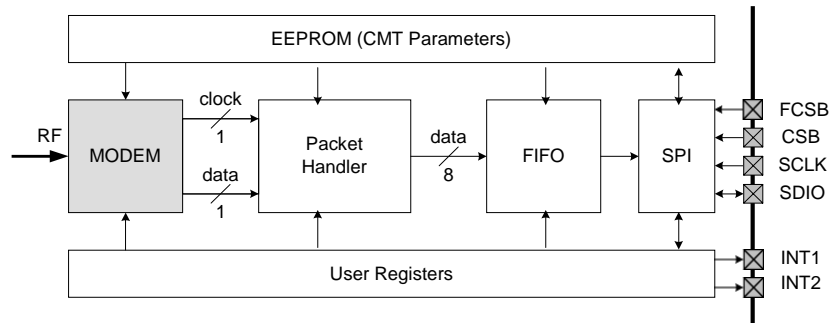 EEPROM (CMT Parameters)
RF
MODEM
clock
1
data
1
Packet
Handler
data
8
FIFO
SPI
FCSB
CSB
SCLK
SDIO
User Registers
INT1
INT2